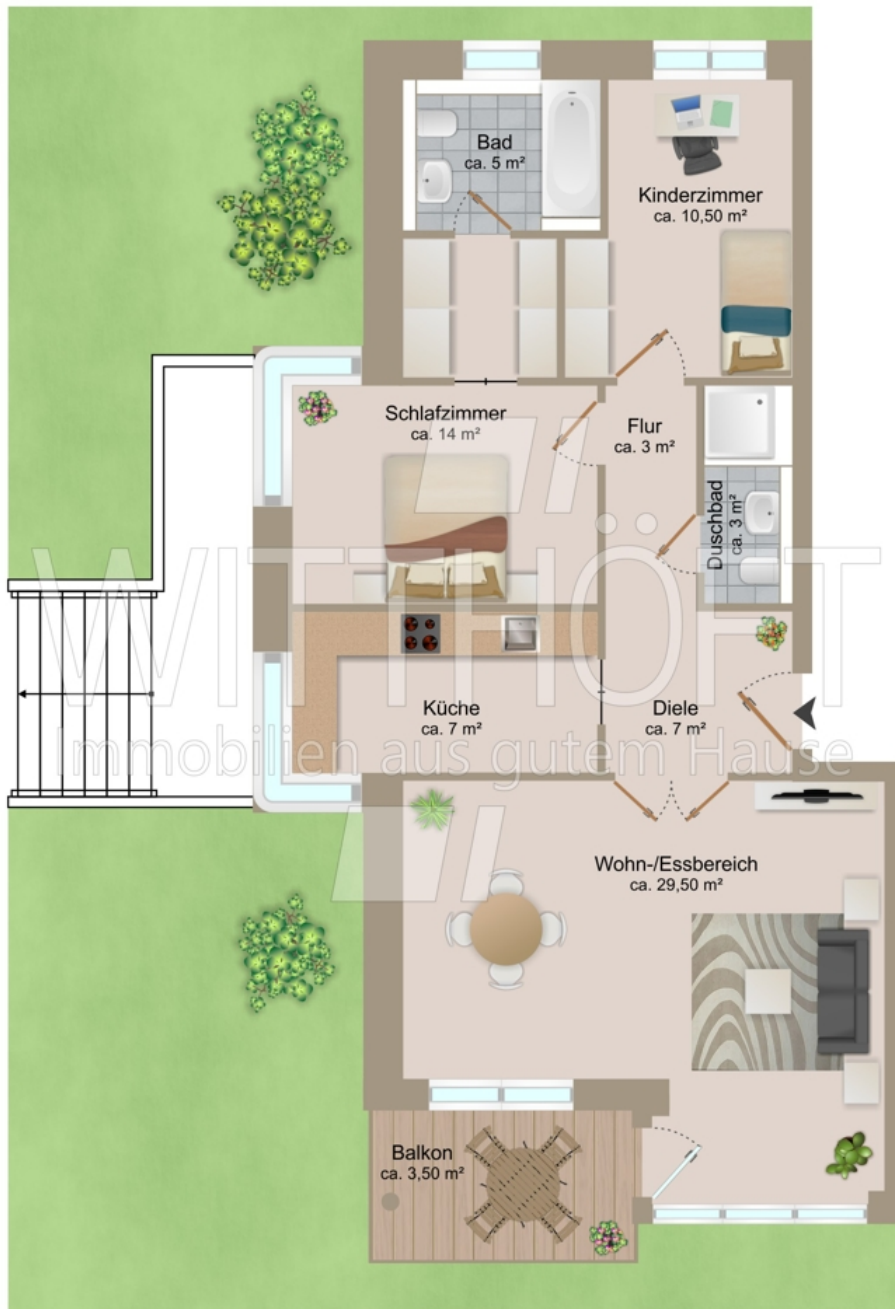 Bad
ca. 5 m²
Kinderzimmer
ca. 10,50 m²
Schlafzimmer
ca. 14 m²
Flur
ca. 3 m²
Duschbad
ca. 3 m²
WITTHÖFT
Küche
ca. 7 m²
Diele
ca. 7 m²
Immobilien aus gutem Hause
Wohn-/Essbereich
ca. 29,50 m²
Balkon
ca. 3,50 m²